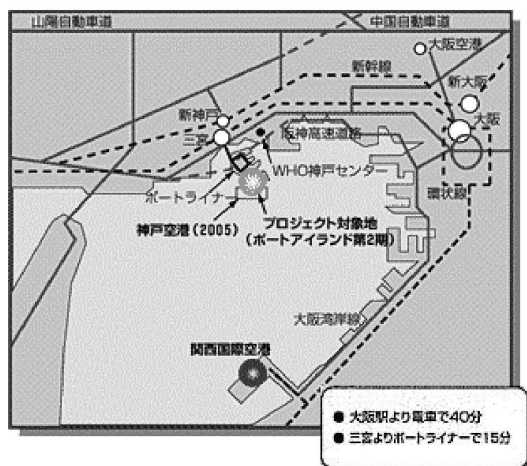 山陽自動車道
中国自動車道
大阪空港
新幹線
新大阪
新神戸
大阪
三宮
阪神高速道路
WHO神戸センター
ポートライナー
環状線
神戸空港(2005)
プロジェクト対象地
(ポートアイランド第2期)
大阪湾岸線
関西国際空港
● 大阪駅より電車で40分
● 三宮よりポートライナーで15分